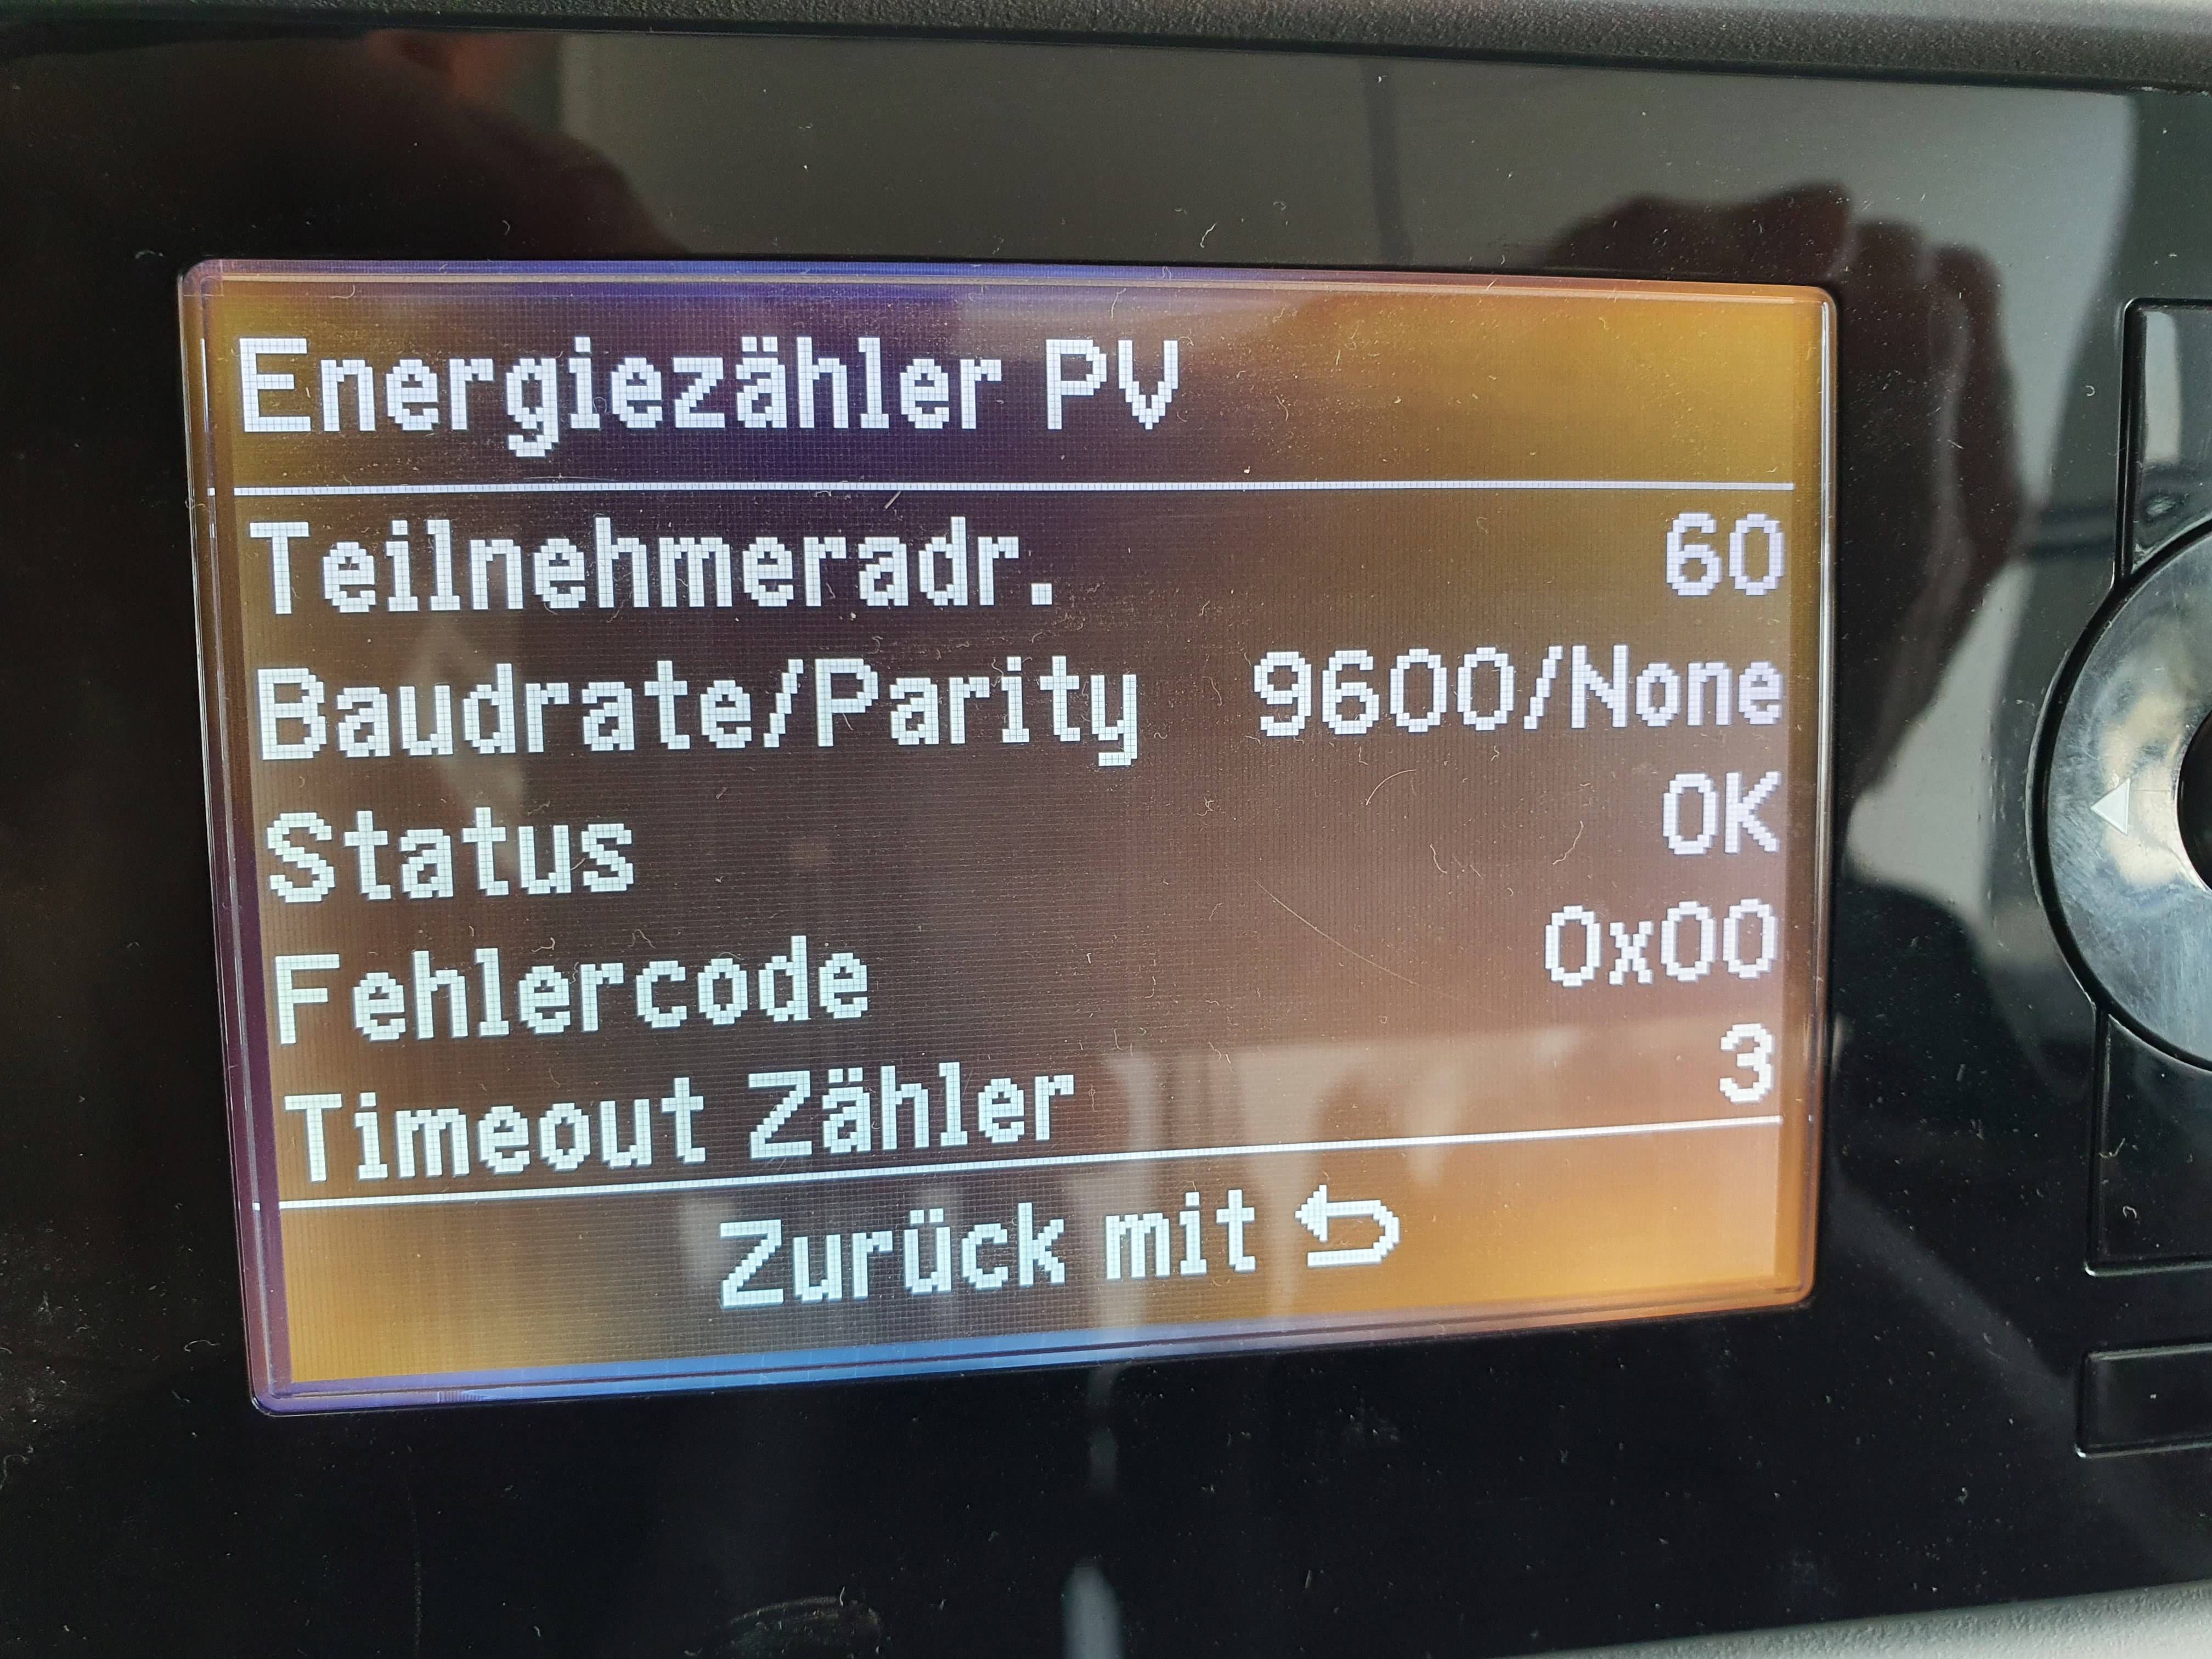 Energiezähler PV
Teilnehmeradr. 60
Baudrate/Parity 9600/None
Status OK
Fehlercode 0x00
Timeout Zähler 3
Zurück mit ⮌